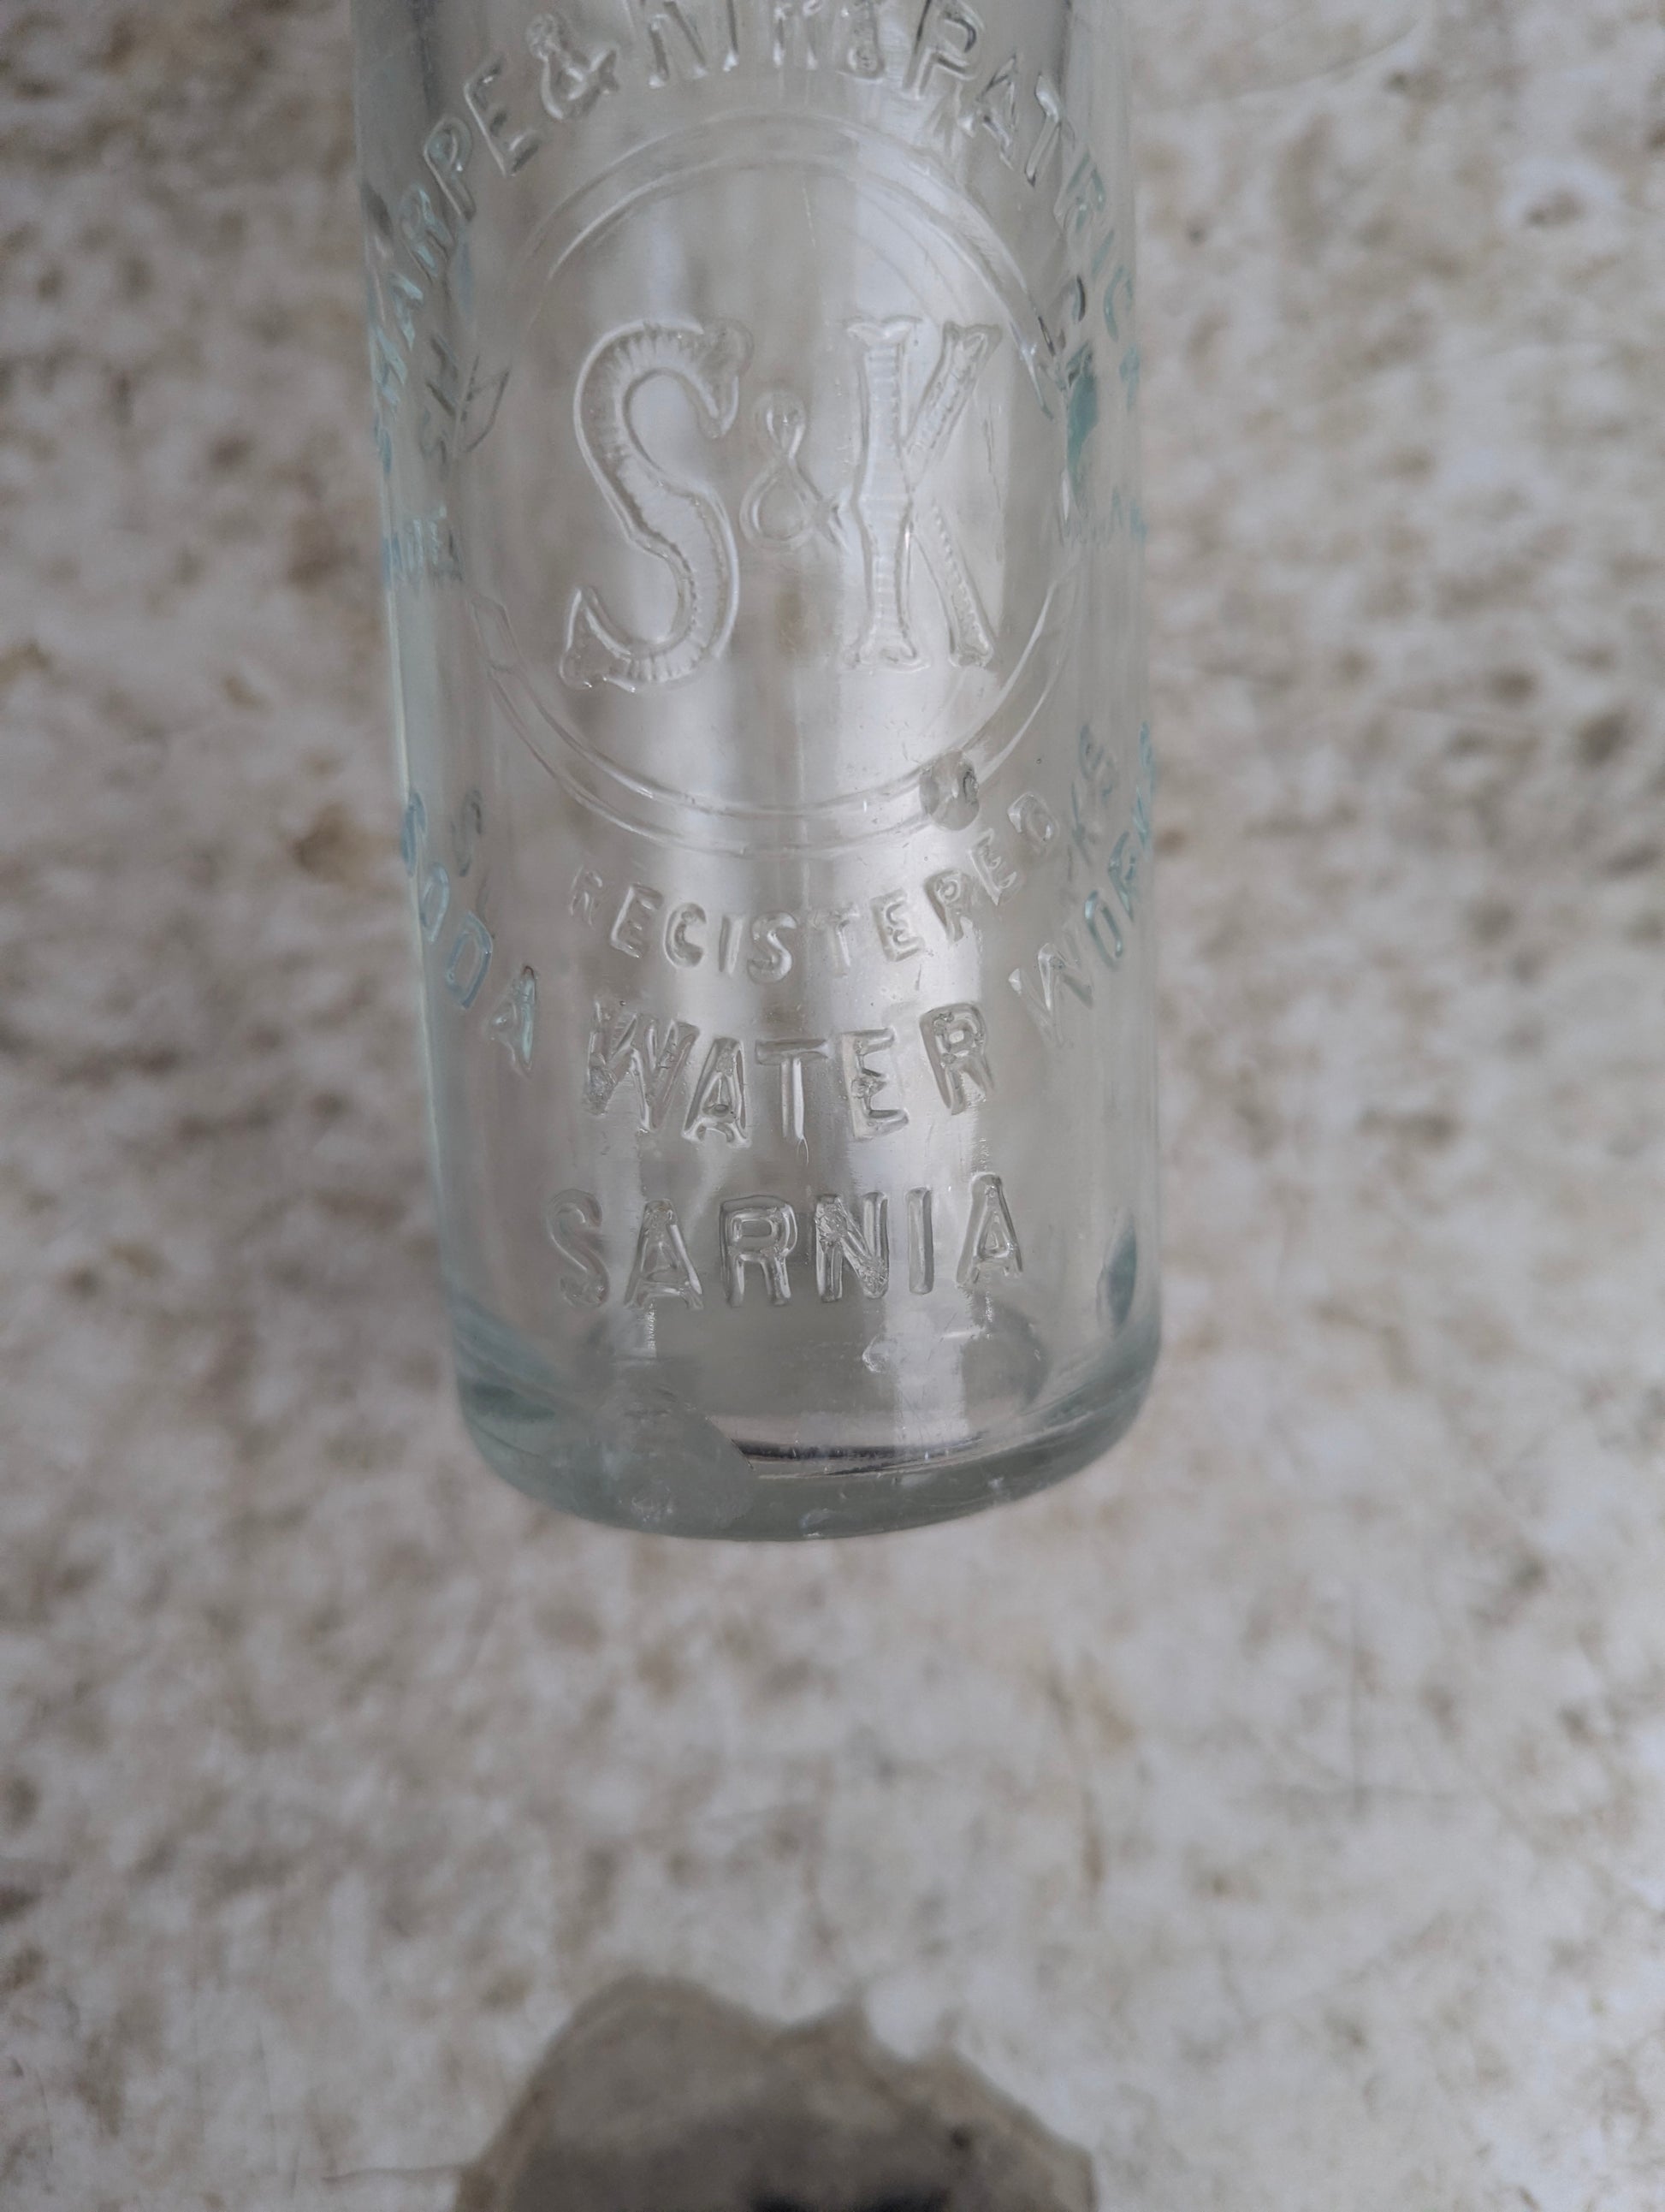 SHARPE & KIRKPATRICK
S&K
REGISTERED
SODA WATER WORKS
SARNIA